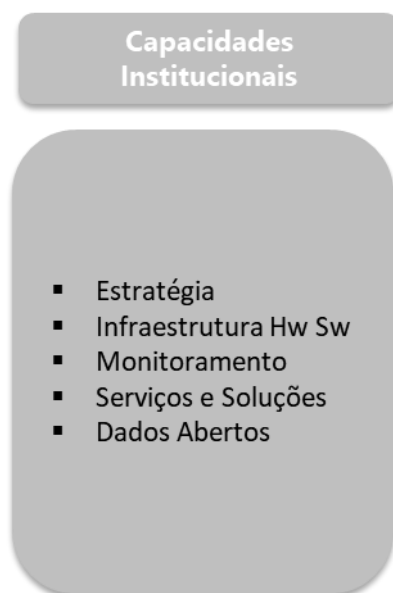 Capacidades
Institucionais
▪ Estratégia
▪ Infraestrutura Hw Sw
▪ Monitoramento
▪ Serviços e Soluções
▪ Dados Abertos